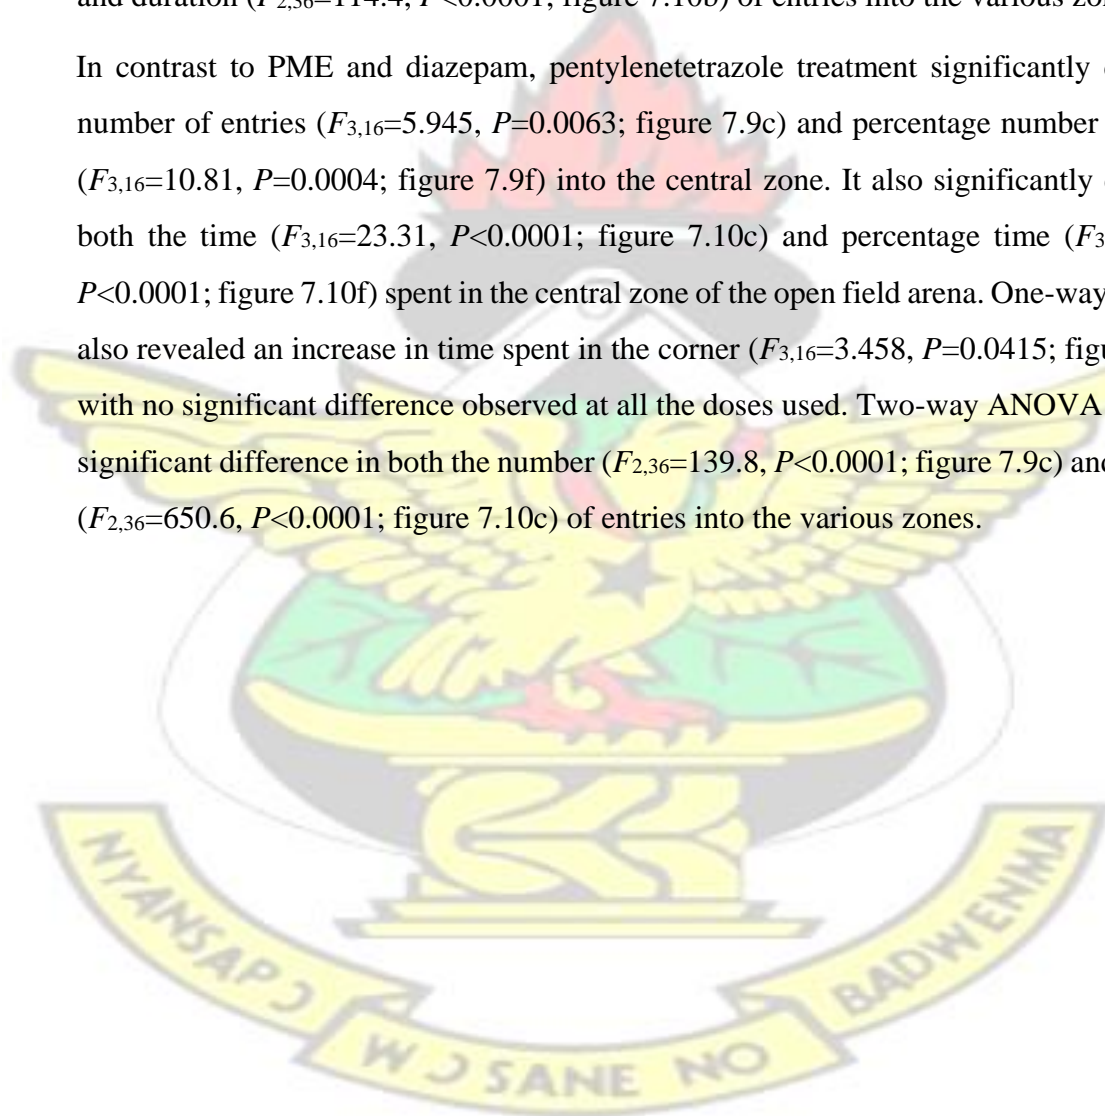 and duration (F2,36=114.4, P<0.0001; figure 7.10b) of entries into the various
In contrast to PME and diazepam, pentylenetetrazole treatment significantly
number of entries (F3,16=5.945, P=0.0063; figure 7.9c) and percentage number
(F3,16=10.81, P=0.0004; figure 7.9f) into the central zone. It also significantly
both the time (F3,16=23.31, P<0.0001; figure 7.10c) and percentage time (F3
P<0.0001; figure 7.10f) spent in the central zone of the open field arena. One-way
also revealed an increase in time spent in the corner (F3,16=3.458, P=0.0415;
with no significant difference observed at all the doses used. Two-way ANOVA
significant difference in both the number (F2,36=139.8, P<0.0001; figure 7.9c) and
(F2,36=650.6, P<0.0001; figure 7.10c) of entries into the various zones.
NYANSAPƆ
WƆ SANE NO
BADWENMA